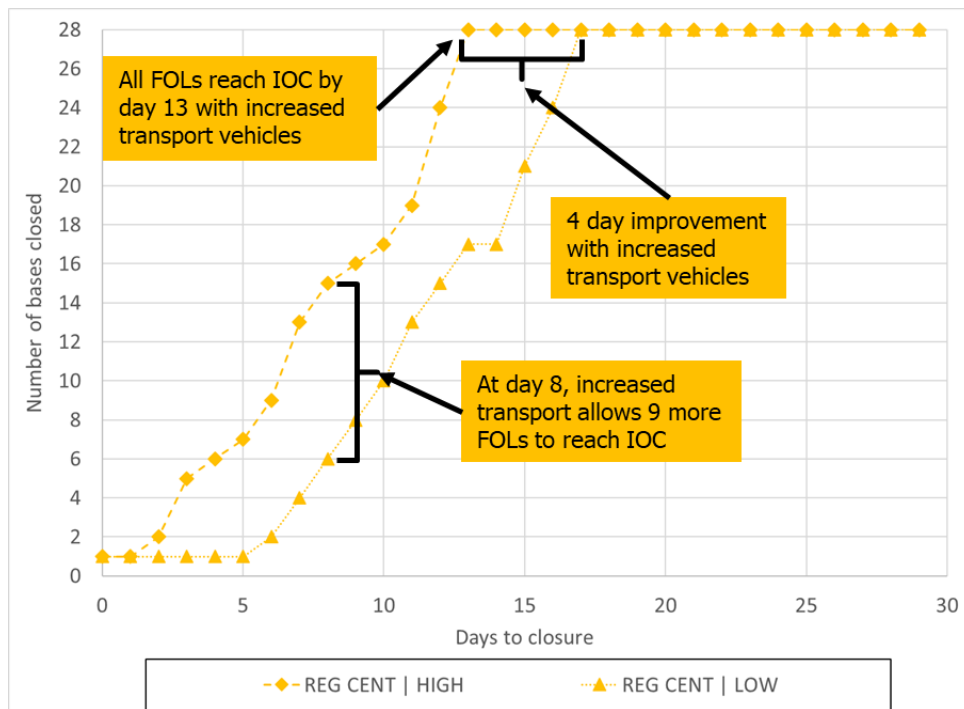 28
26
24
22
20
18
16
14
12
10
8
6
4
2
0
Number of bases closed
All FOLs reach IOC by
day 13 with increased
transport vehicles
4 day improvement
with increased
transport vehicles
At day 8, increased
transport allows 9 more
FOLs to reach IOC
0 5 10 15 20 25 30
Days to closure
REG CENT | HIGH REG CENT | LOW